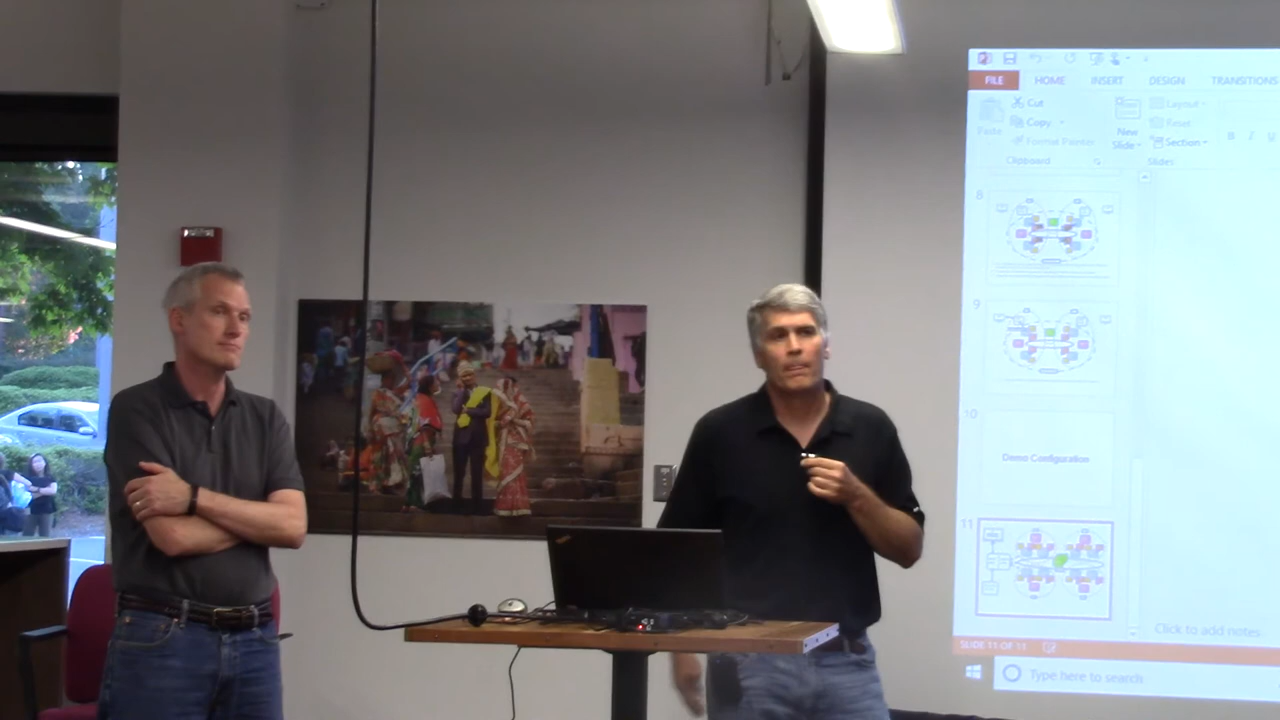 FILE HOME INSERT DESIGN TRANSITIONS
Cut
Copy
Format Painter
Paste
New
Slide
Layout
Reset
Section
B I U
Clipboard
Slides
8
9
10
Demo Configuration
11
Click to add notes
SLIDE 11 OF 11
Type here to search